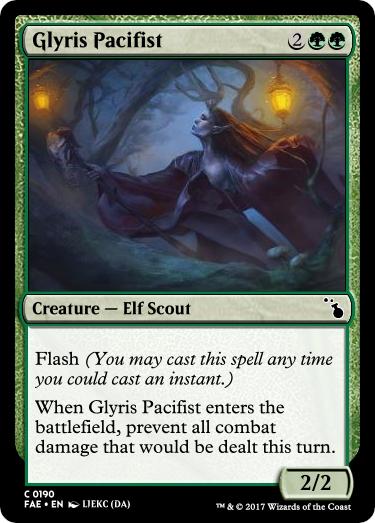 Glyris Pacifist 2
Creature — Elf Scout
Flash (You may cast this spell any time
you could cast an instant.)
When Glyris Pacifist enters the
battlefield, prevent all combat
damage that would be dealt this turn.
2/2
C 0190
FAE • EN IJEKC (DA)
™ & © 2017 Wizards of the Coast